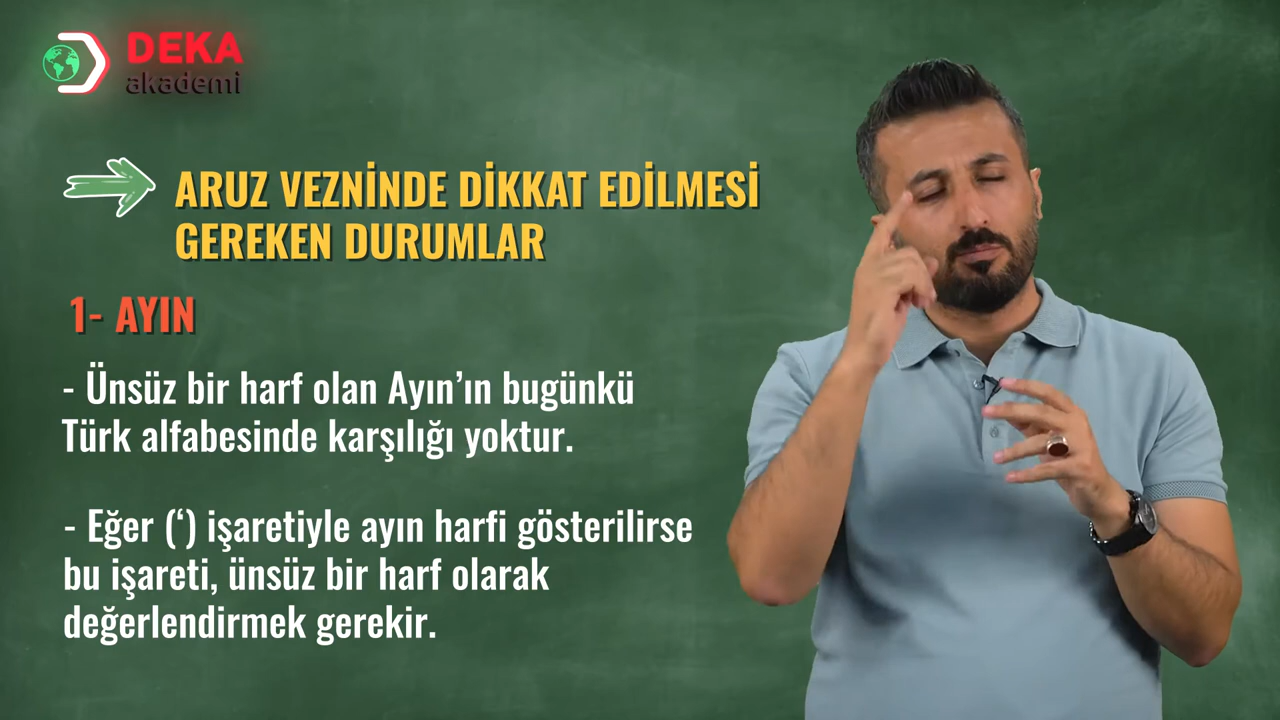 DEKA
akademi
ARUZ VEZNİNDE DİKKAT EDİLMESİ
GEREKEN DURUMLAR
1- AYIN
- Ünsüz bir harf olan Ayın’ın bugünkü
Türk alfabesinde karşılığı yoktur.
- Eğer (‘) işaretiyle ayın harfi gösterilirse
bu işareti, ünsüz bir harf olarak
değerlendirmek gerekir.